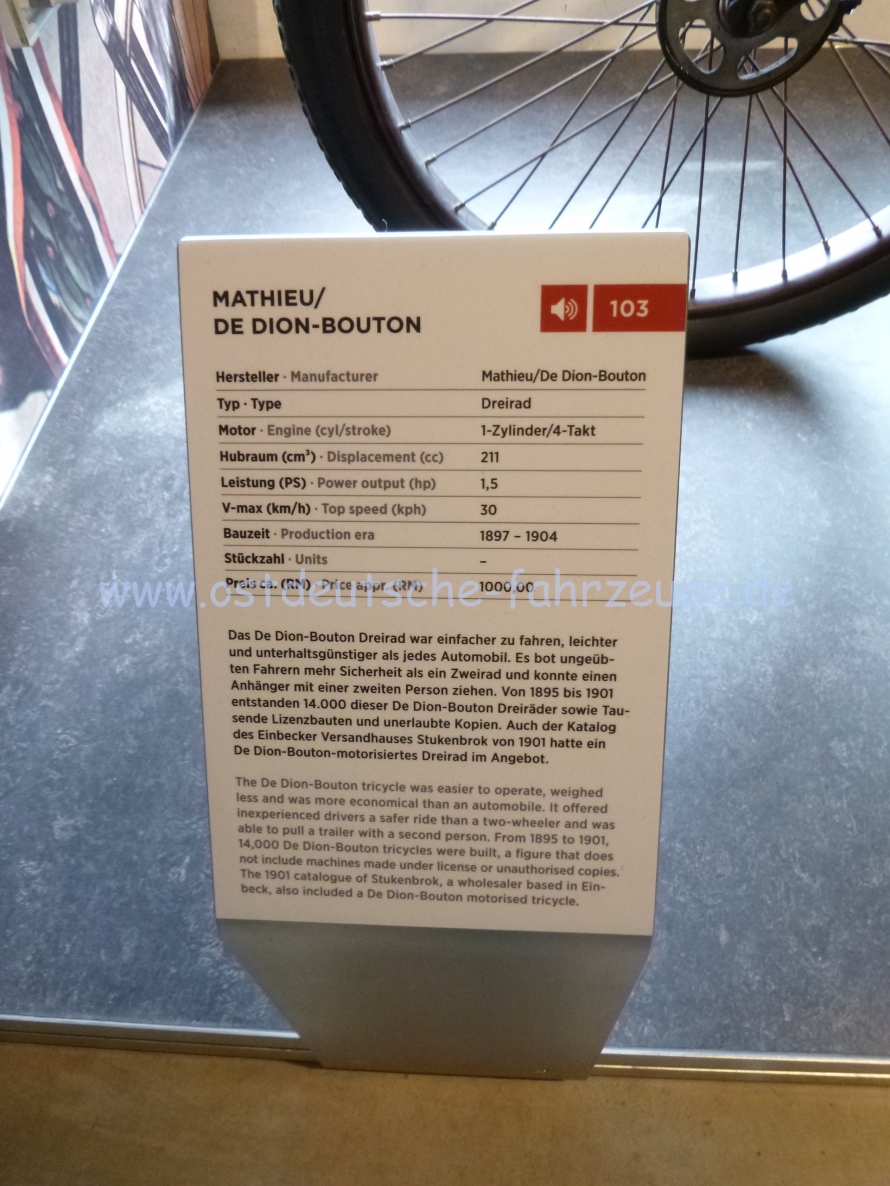 MATHIEU/
DE DION-BOUTON
103
Hersteller · Manufacturer Mathieu/De Dion-Bouton
Typ · Type Dreirad
Motor · Engine (cyl/stroke) 1-Zylinder/4-Takt
Hubraum (cm³) · Displacement (cc) 211
Leistung (PS) · Power output (hp) 1,5
V-max (km/h) · Top speed (kph) 30
Bauzeit · Production era 1897 – 1904
Stückzahl · Units –
Preis ca. (RM) · Price appr. (RM) 1000,00
www.ostdeutsche-fahrzeuge.de
Das De Dion-Bouton Dreirad war einfacher zu fahren, leichter
und unterhaltsgünstiger als jedes Automobil. Es bot ungeüb-
ten Fahrern mehr Sicherheit als ein Zweirad und konnte einen
Anhänger mit einer zweiten Person ziehen. Von 1895 bis 1901
entstanden 14.000 dieser De Dion-Bouton Dreiräder sowie Tau-
sende Lizenzbauten und unerlaubte Kopien. Auch der Katalog
des Einbecker Versandhauses Stukenbrok von 1901 hatte ein
De Dion-Bouton-motorisiertes Dreirad im Angebot.
The De Dion-Bouton tricycle was easier to operate, weighed
less and was more economical than an automobile. It offered
inexperienced drivers a safer ride than a two-wheeler and was
able to pull a trailer with a second person. From 1895 to 1901,
14,000 De Dion-Bouton tricycles were built, a figure that does
not include machines made under license or unauthorised copies.
The 1901 catalogue of Stukenbrok, a wholesaler based in Ein-
beck, also included a De Dion-Bouton motorised tricycle.